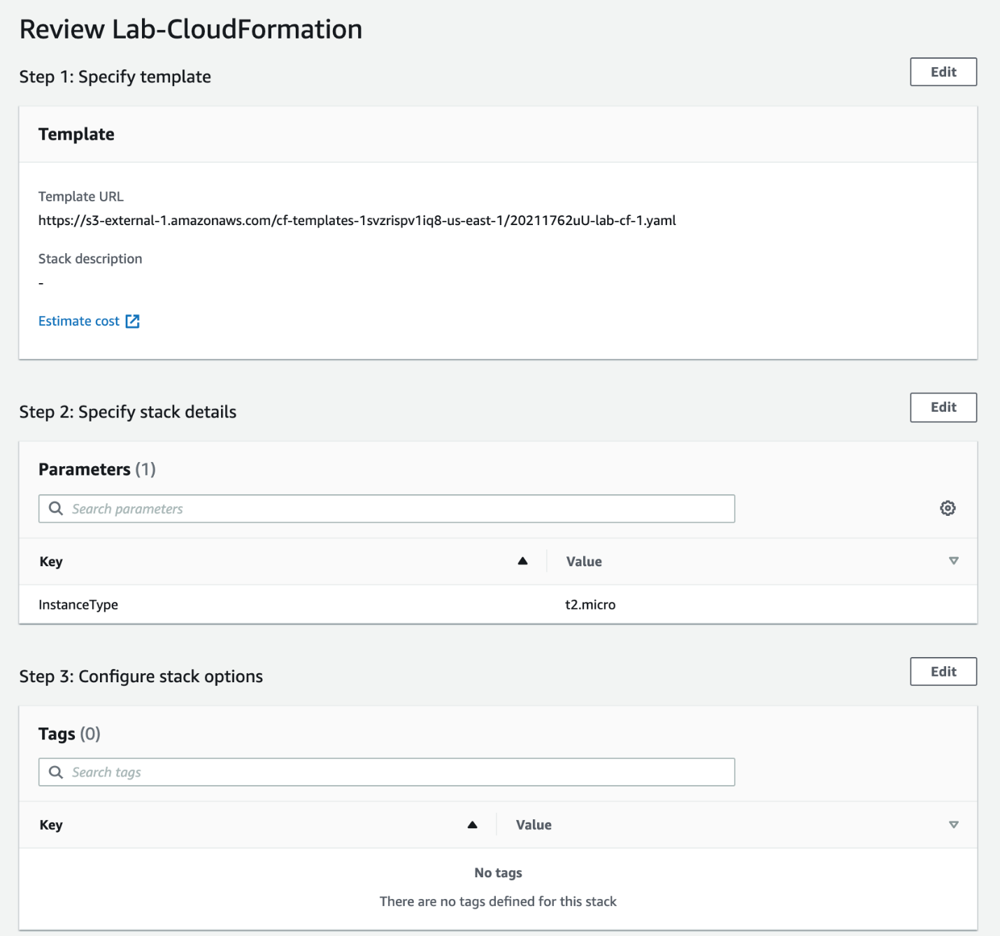 Review Lab-CloudFormation
Step 1: Specify template
Edit
Template
Template URL
https://s3-external-1.amazonaws.com/cf-templates-1svzrispv1iq8-us-east-1/20211762uU-lab-cf-1.yaml
Stack description
-
Estimate cost
Step 2: Specify stack details
Edit
Parameters (1)
Search parameters
Key Value
InstanceType t2.micro
Step 3: Configure stack options
Edit
Tags (0)
Search tags
Key Value
No tags
There are no tags defined for this stack